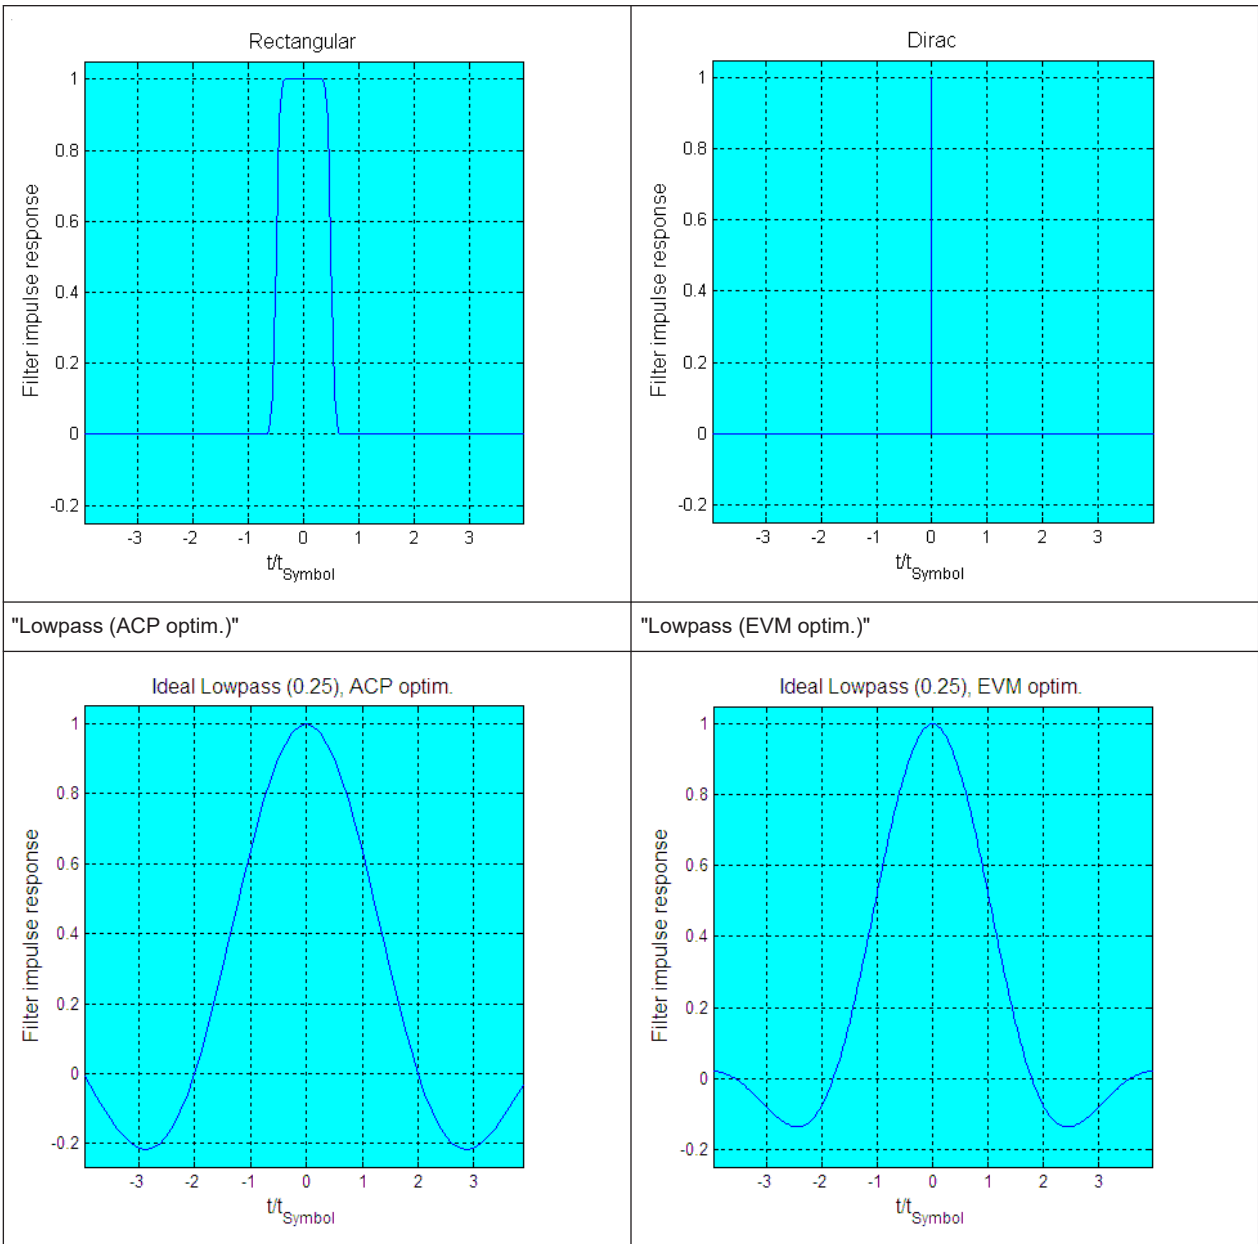 Rectangular
1
0.8
0.6
0.4
0.2
0
-0.2
Filter impulse response
-3 -2 -1 0 1 2 3
t/tSymbol
Dirac
1
0.8
0.6
0.4
0.2
0
-0.2
Filter impulse response
-3 -2 -1 0 1 2 3
t/tSymbol
"Lowpass (ACP optim.)"
"Lowpass (EVM optim.)"
Ideal Lowpass (0.25), ACP optim.
1
0.8
0.6
0.4
0.2
0
-0.2
Filter impulse response
-3 -2 -1 0 1 2 3
t/tSymbol
Ideal Lowpass (0.25), EVM optim.
1
0.8
0.6
0.4
0.2
0
-0.2
Filter impulse response
-3 -2 -1 0 1 2 3
t/tSymbol